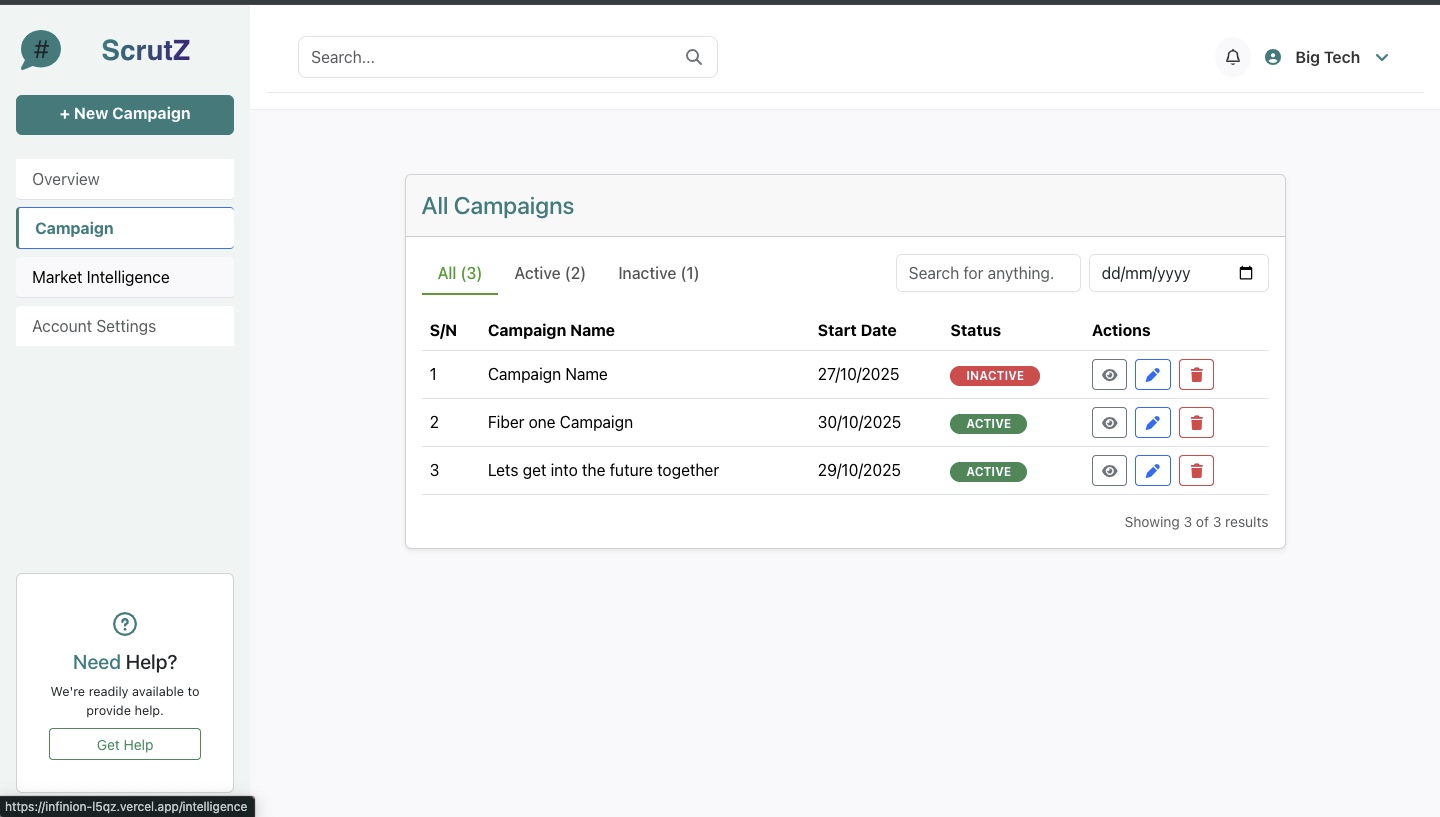 #
ScrutZ
+ New Campaign
Overview
Campaign
Market Intelligence
Account Settings
Need Help?
We're readily available to
provide help.
Get Help
https://infinion-l5qz.vercel.app/intelligence
Search...
Big Tech
All Campaigns
All (3) Active (2) Inactive (1) Search for anything. dd/mm/yyyy
S/N Campaign Name Start Date Status Actions
1 Campaign Name 27/10/2025 INACTIVE
2 Fiber one Campaign 30/10/2025 ACTIVE
3 Lets get into the future together 29/10/2025 ACTIVE
Showing 3 of 3 results